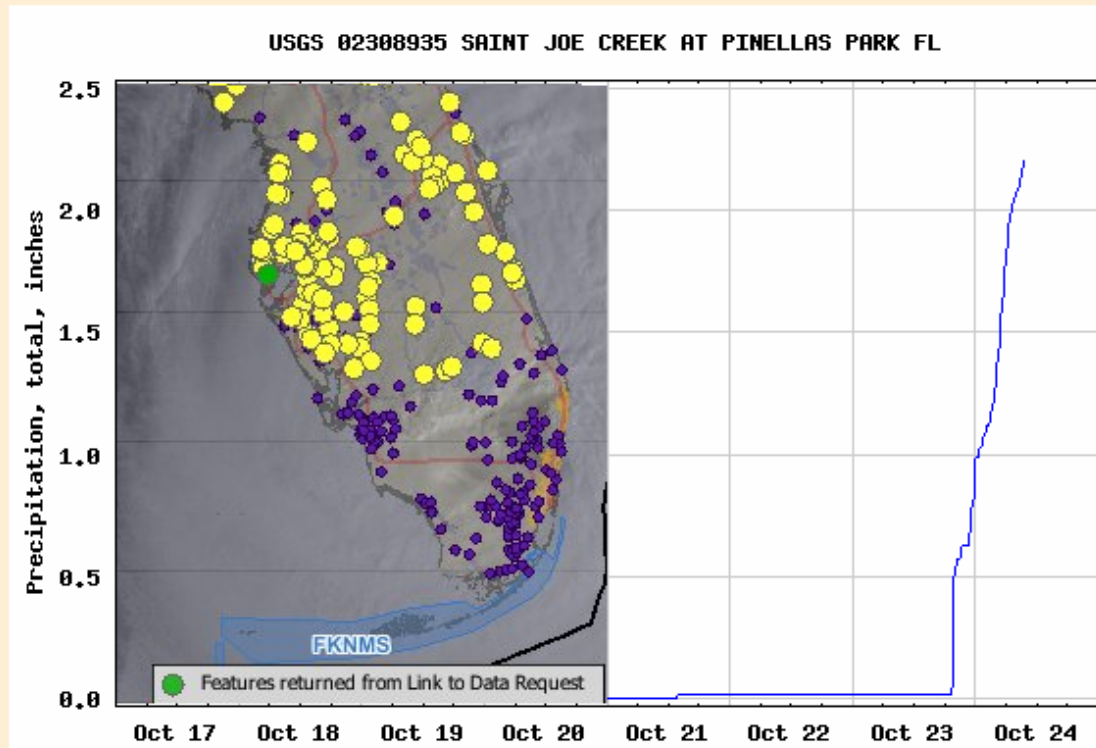 USGS 02308935 SAINT JOE CREEK AT PINELLAS PARK FL
Precipitation, total, inches
2.5
2.0
1.5
1.0
0.5
0.0
FKNMS
Features returned from Link to Data Request
Oct 17 Oct 18 Oct 19 Oct 20 Oct 21 Oct 22 Oct 23 Oct 24